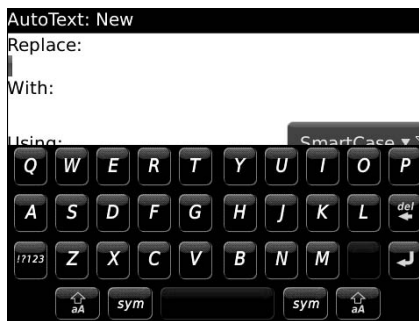 AutoText: New
Replace:
With:
Using: SmartCase
Q W E R T Y U I O P
A S D F G H J K L del
!?123 Z X C V B N M
aA sym sym aA